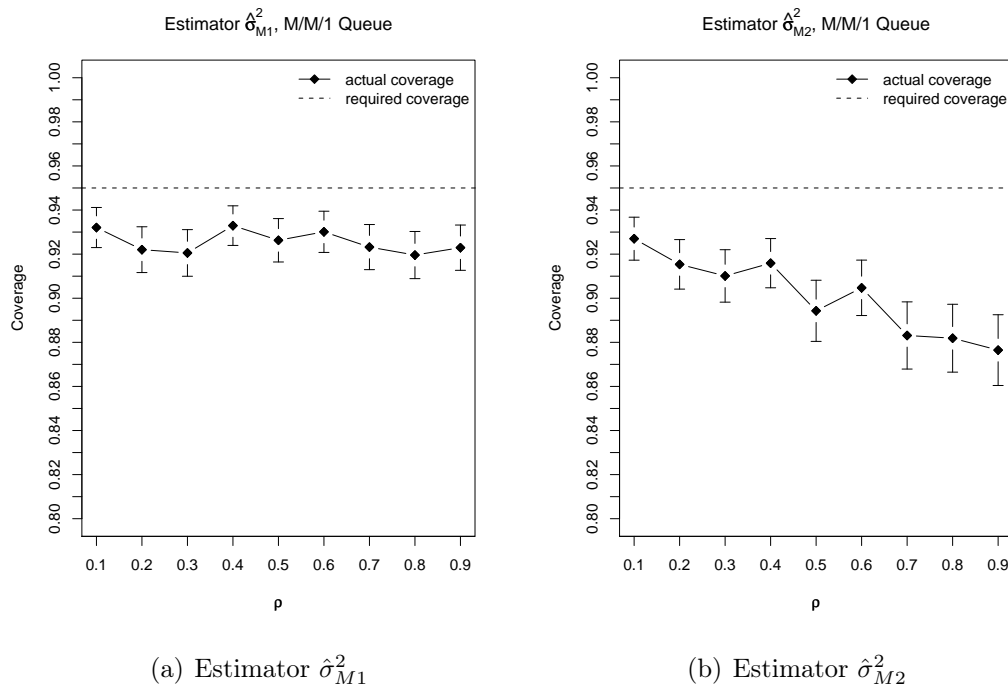 Estimator σ̂²M1, M/M/1 Queue
actual coverage
required coverage
1.00
0.98
0.96
0.94
0.92
0.90
0.88
0.86
0.84
0.82
0.80
Coverage
0.1 0.2 0.3 0.4 0.5 0.6 0.7 0.8 0.9
ρ
(a) Estimator σ̂²M1
Estimator σ̂²M2, M/M/1 Queue
actual coverage
required coverage
1.00
0.98
0.96
0.94
0.92
0.90
0.88
0.86
0.84
0.82
0.80
Coverage
0.1 0.2 0.3 0.4 0.5 0.6 0.7 0.8 0.9
ρ
(b) Estimator σ̂²M2